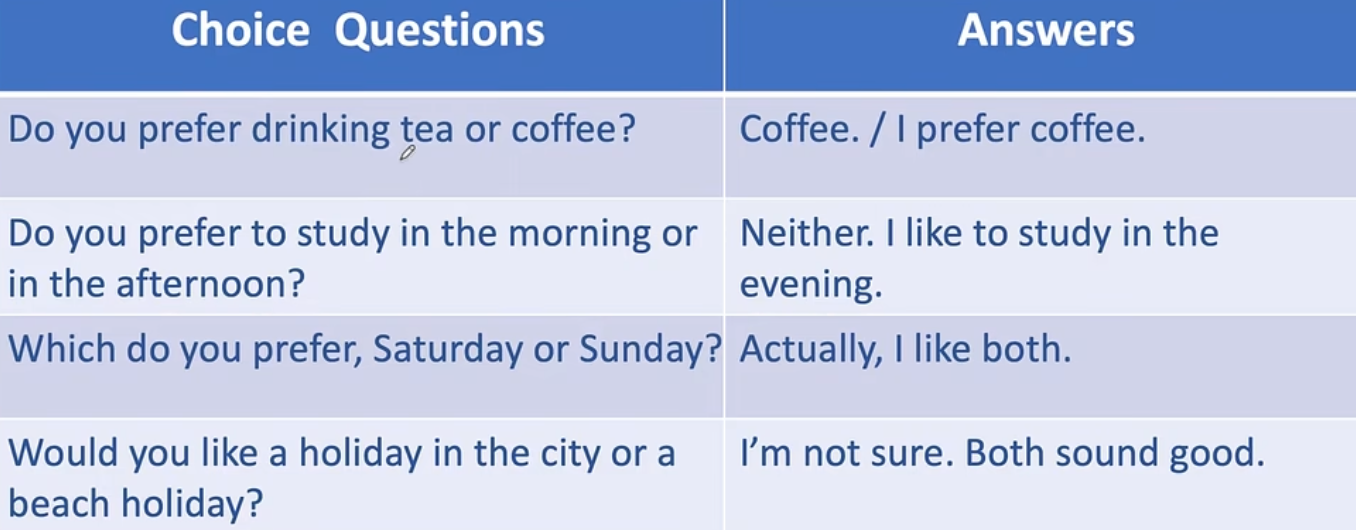 Choice Questions
Answers
Do you prefer drinking tea or coffee?
Coffee. / I prefer coffee.
Do you prefer to study in the morning or
in the afternoon?
Neither. I like to study in the
evening.
Which do you prefer, Saturday or Sunday?
Actually, I like both.
Would you like a holiday in the city or a
beach holiday?
I’m not sure. Both sound good.